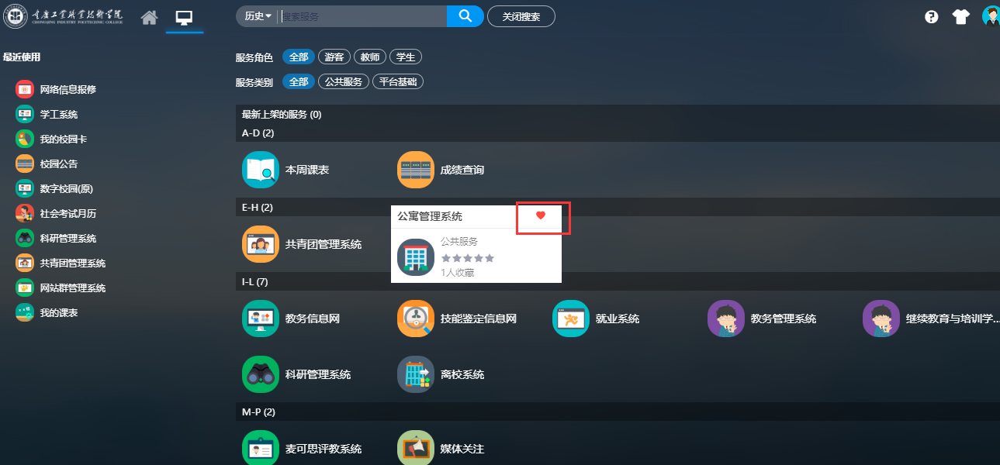 重庆工业职业技术学院
CHONGQING INDUSTRY POLYTECHNIC COLLEGE
历史
搜索服务
关闭搜索
最近使用
网络信息报修
学工系统
我的校园卡
校园公告
数字校园(原)
社会考试月历
科研管理系统
共青团管理系统
网站群管理系统
我的课表
服务角色 全部 游客 教师 学生
服务类别 全部 公共服务 平台基础
最新上架的服务 (0)
A-D (2)
本周课表 成绩查询
E-H (2)
共青团管理系统
公寓管理系统
公共服务
1人收藏
I-L (7)
教务信息网 技能鉴定信息网 就业系统 教务管理系统 继续教育与培训学...
科研管理系统 离校系统
M-P (2)
麦可思评教系统 媒体关注